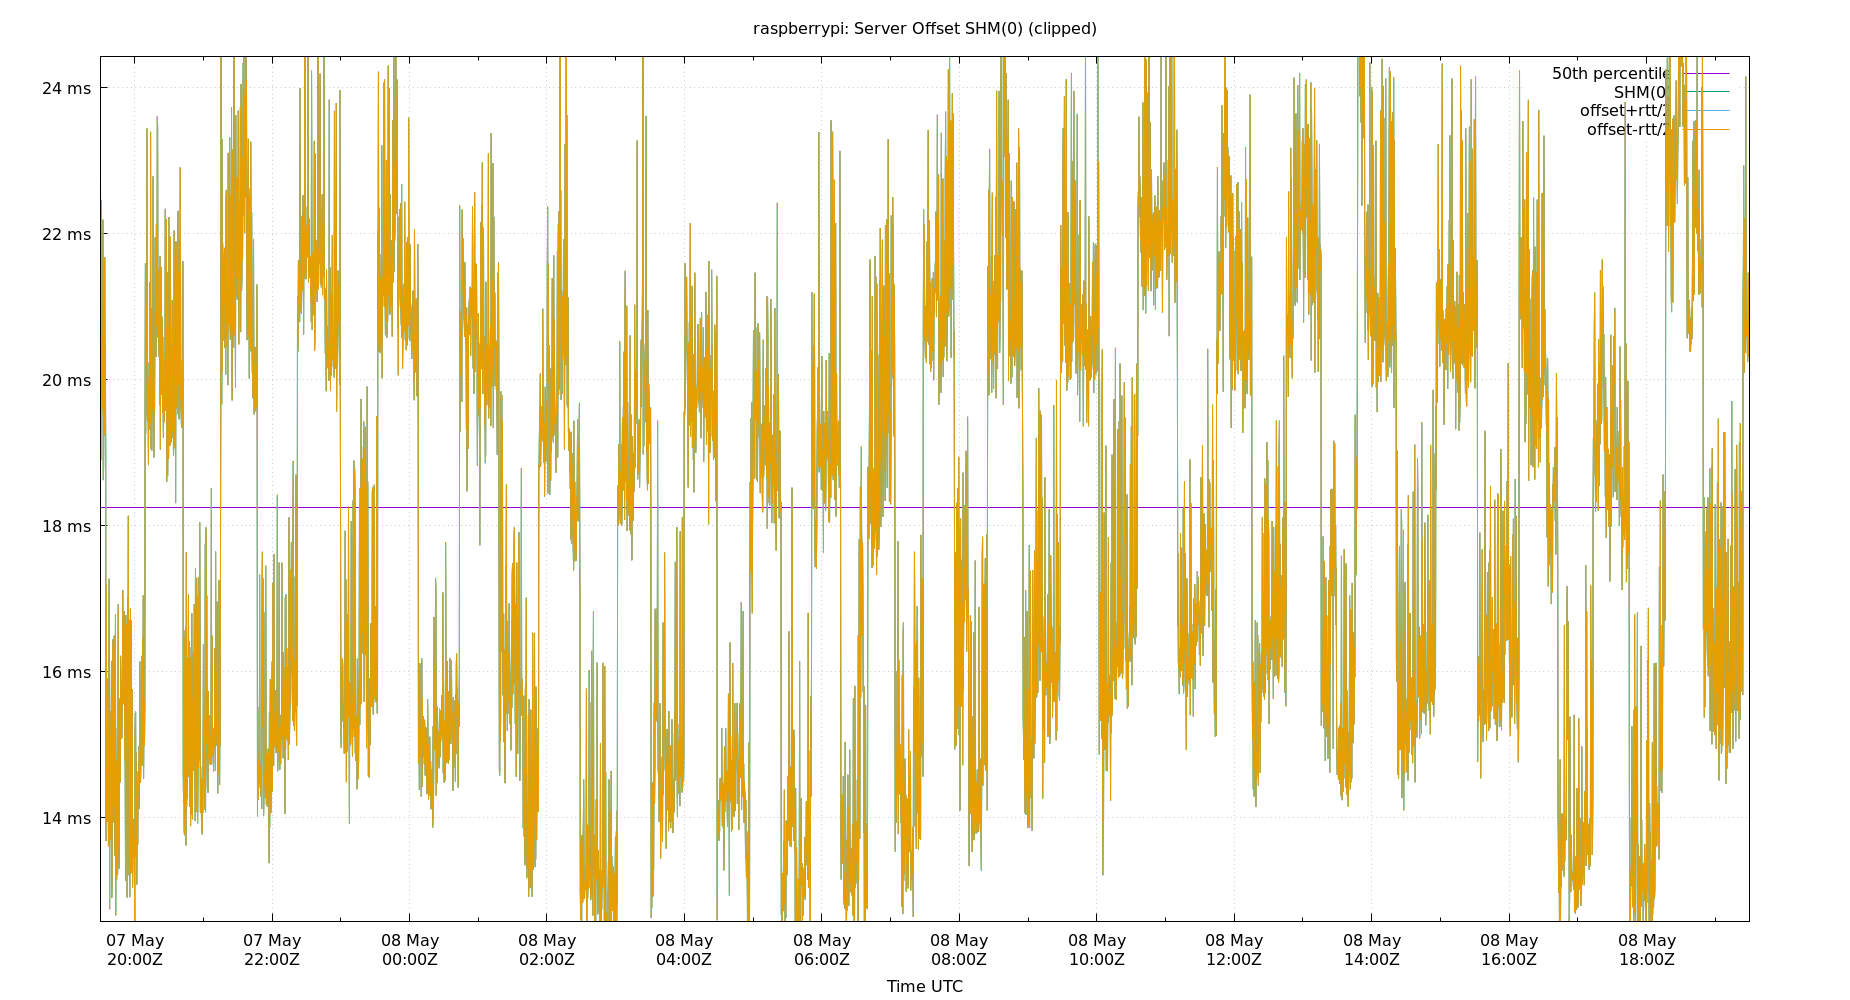 raspberrypi: Server Offset SHM(0) (clipped)
50th percentile
SHM(0)
offset+rtt/2
offset-rtt/2
24 ms
22 ms
20 ms
18 ms
16 ms
14 ms
07 May 07 May 08 May 08 May 08 May 08 May 08 May 08 May 08 May 08 May 08 May 08 May
20:00Z 22:00Z 00:00Z 02:00Z 04:00Z 06:00Z 08:00Z 10:00Z 12:00Z 14:00Z 16:00Z 18:00Z
Time UTC